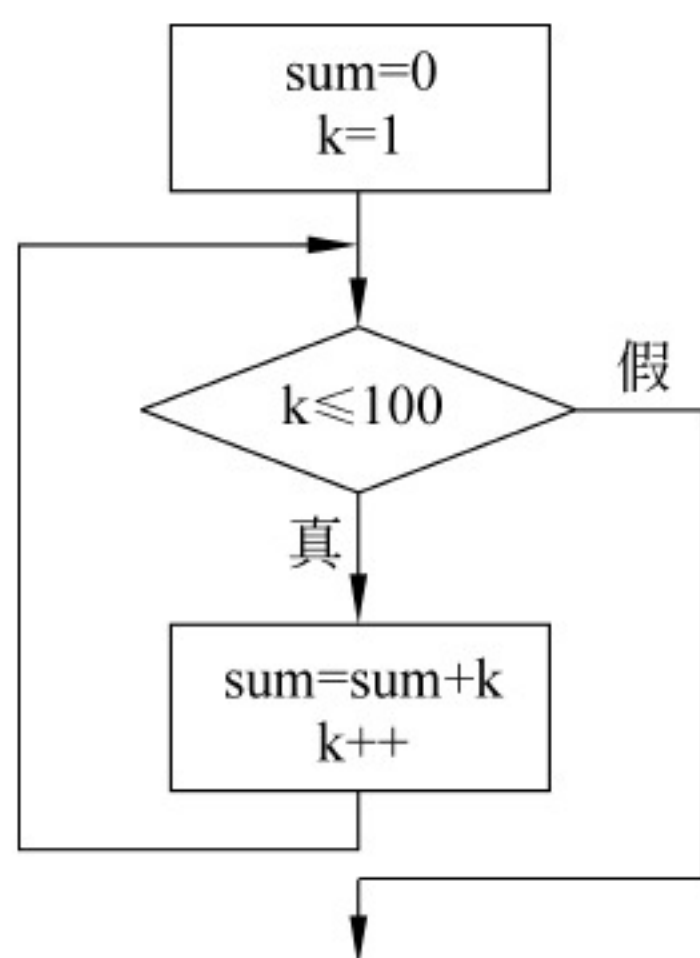 sum=0
k=1
k⩽100
假
真
sum=sum+k
k++